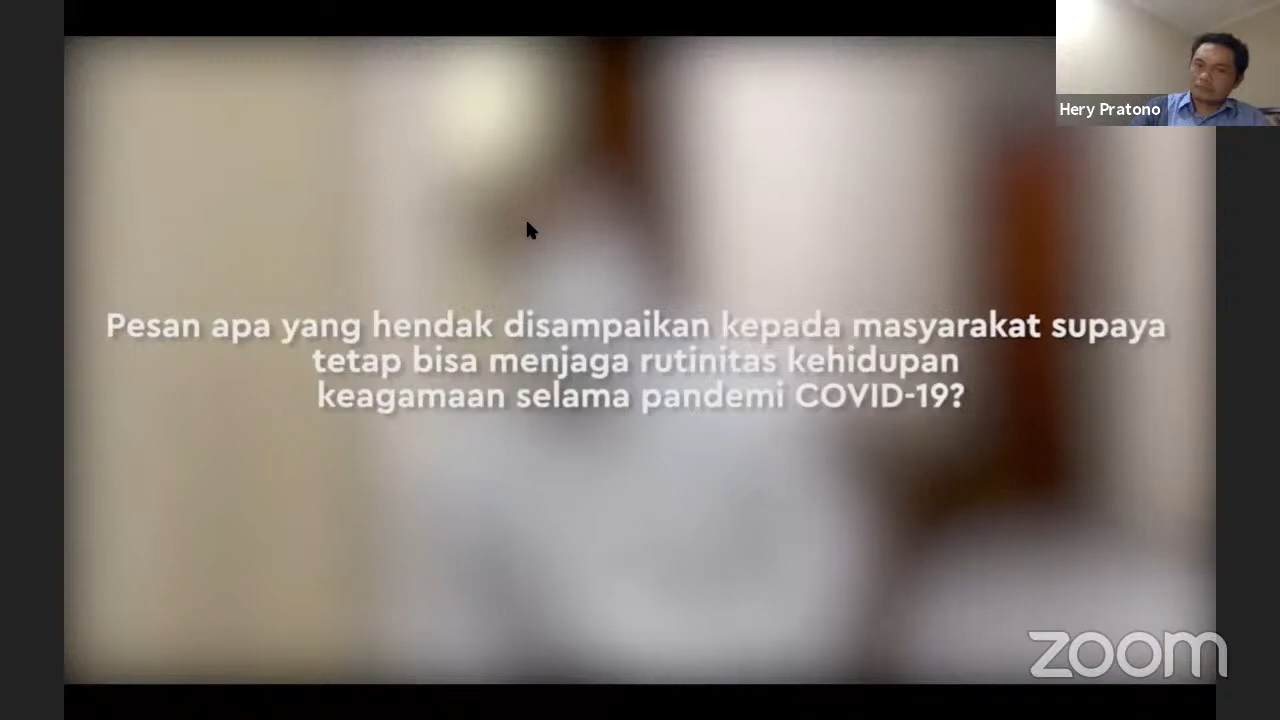 Hery Pratono
Pesan apa yang hendak disampaikan kepada masyarakat supaya
tetap bisa menjaga rutinitas kehidupan
keagamaan selama pandemi COVID-19?
zoom